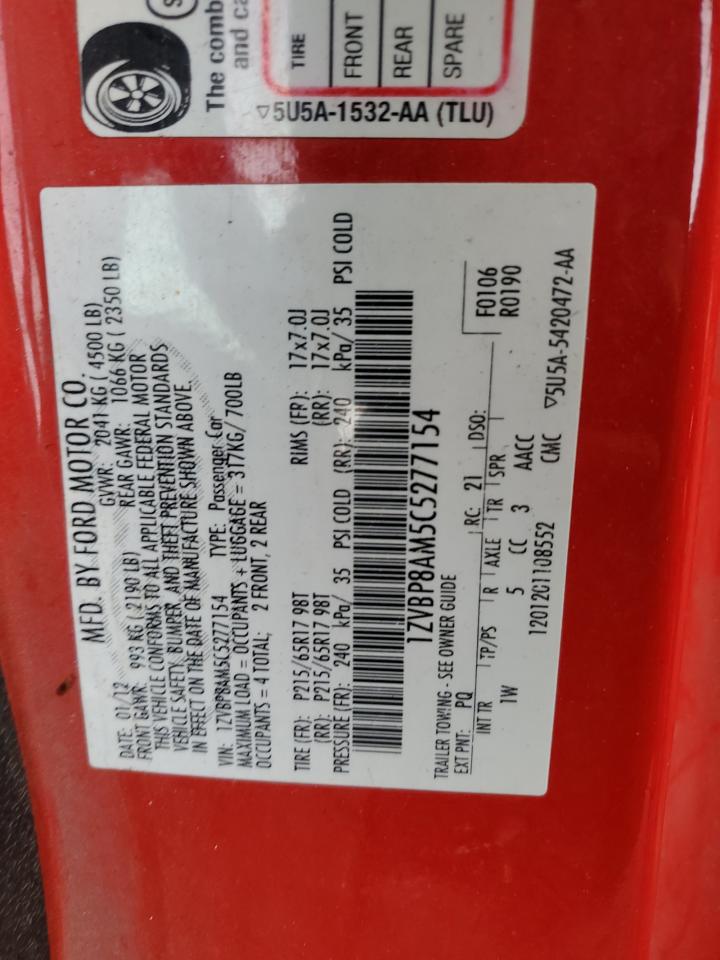 The comb
and ca
TIRE
FRONT
REAR
SPARE
▽5U5A-1532-AA (TLU)
MFD. BY FORD MOTOR CO.
DATE: 01/12 GVWR: 2041 KG ( 4500 LB)
FRONT GAWR: 993 KG ( 2190 LB) REAR GAWR: 1066 KG ( 2350 LB)
THIS VEHICLE CONFORMS TO ALL APPLICABLE FEDERAL MOTOR
VEHICLE SAFETY, BUMPER, AND THEFT PREVENTION STANDARDS
IN EFFECT ON THE DATE OF MANUFACTURE SHOWN ABOVE.
VIN: 1ZVBP8AM5C5277154 TYPE: Passenger Car
MAXIMUM LOAD = OCCUPANTS + LUGGAGE = 317KG/ 700LB
OCCUPANTS = 4 TOTAL; 2 FRONT, 2 REAR
TIRE (FR): P215/65R17 98T RIMS (FR): 17x7.0J
(RR): P215/65R17 98T (RR): 17x7.0J
PRESSURE (FR): 240 kPa/ 35 PSI COLD (RR): 240 kPa/ 35 PSI COLD
1ZVBP8AM5C5277154
TRAILER TOWING - SEE OWNER GUIDE F0106
EXT PNT: PQ RC: 21 DSO: R0190
INT TR TP/PS R AXLE TR SPR
1W 5 CC 3 AACC
12012G1108552 CMC ▽5U5A-5420472-AA